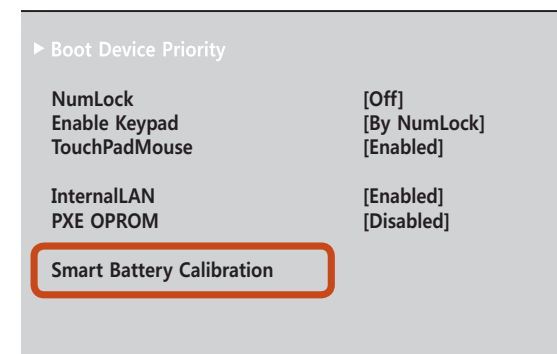 ▶ Boot Device Priority
NumLock [Off]
Enable Keypad [By NumLock]
TouchPadMouse [Enabled]
InternalLAN [Enabled]
PXE OPROM [Disabled]
Smart Battery Calibration